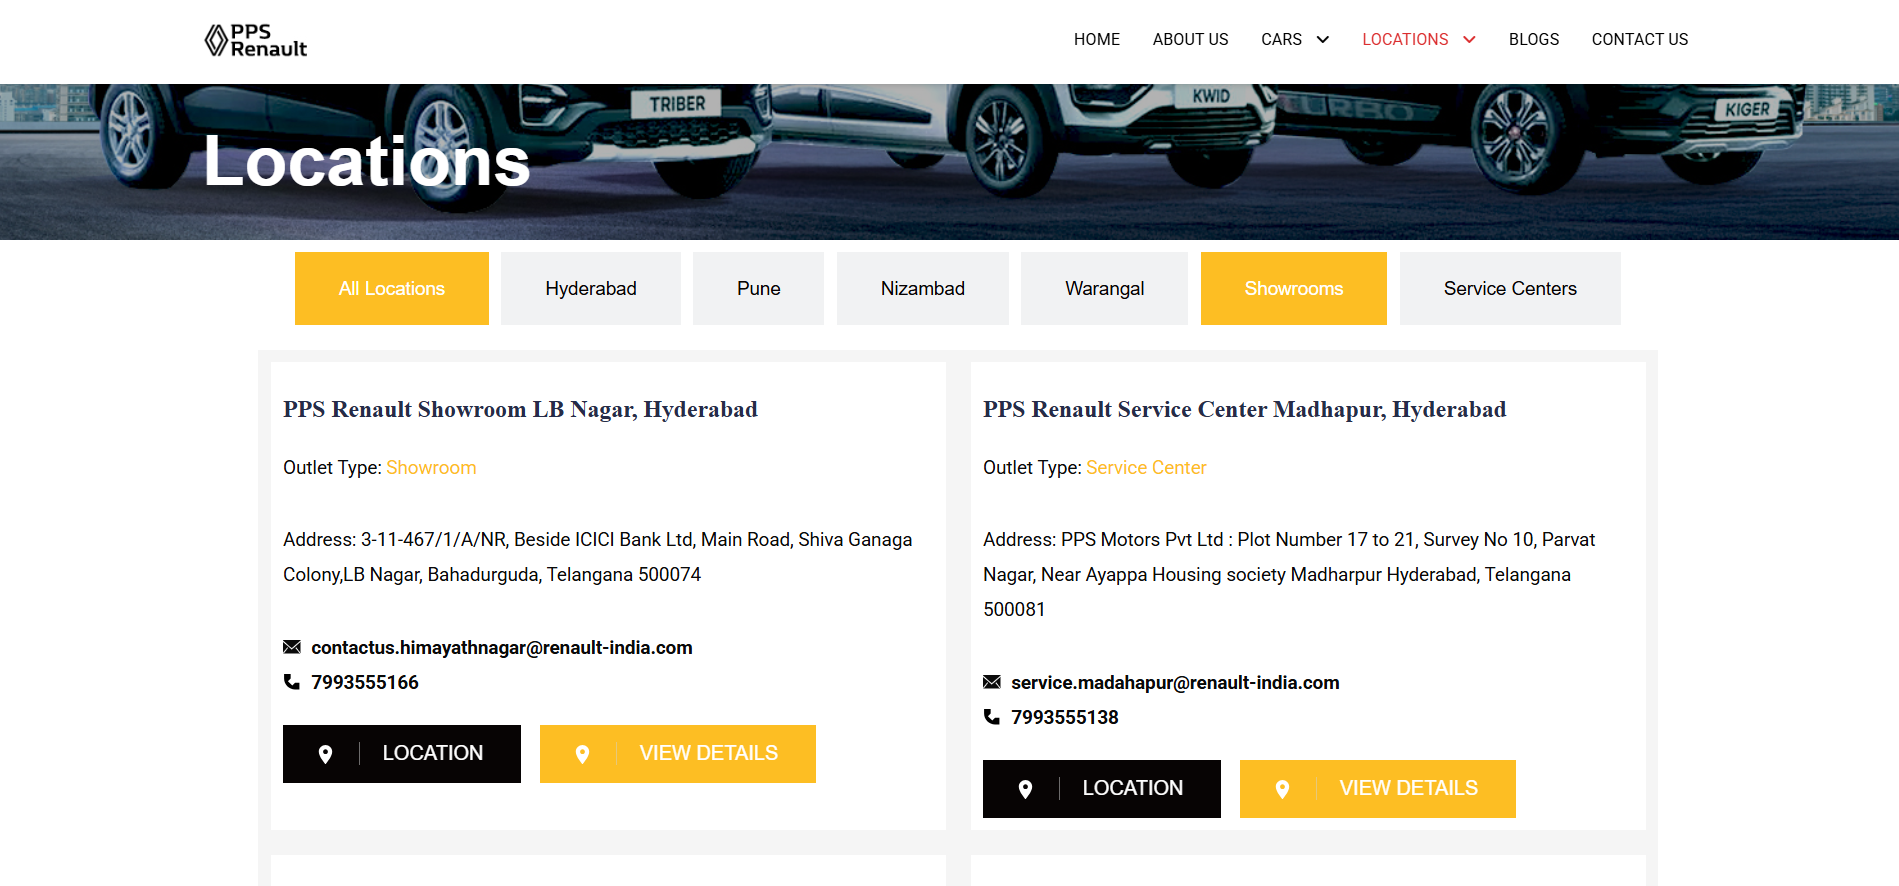 PPS
Renault
HOME
ABOUT US
CARS
LOCATIONS
BLOGS
CONTACT US
TRIBER
KWID
TURBO
KIGER
Locations
All Locations
Hyderabad
Pune
Nizambad
Warangal
Showrooms
Service Centers
PPS Renault Showroom LB Nagar, Hyderabad
Outlet Type: Showroom
Address: 3-11-467/1/A/NR, Beside ICICI Bank Ltd, Main Road, Shiva Ganaga
Colony,LB Nagar, Bahadurguda, Telangana 500074
contactus.himayathnagar@renault-india.com
7993555166
LOCATION
VIEW DETAILS
PPS Renault Service Center Madhapur, Hyderabad
Outlet Type: Service Center
Address: PPS Motors Pvt Ltd : Plot Number 17 to 21, Survey No 10, Parvat
Nagar, Near Ayappa Housing society Madharpur Hyderabad, Telangana
500081
service.madahapur@renault-india.com
7993555138
LOCATION
VIEW DETAILS